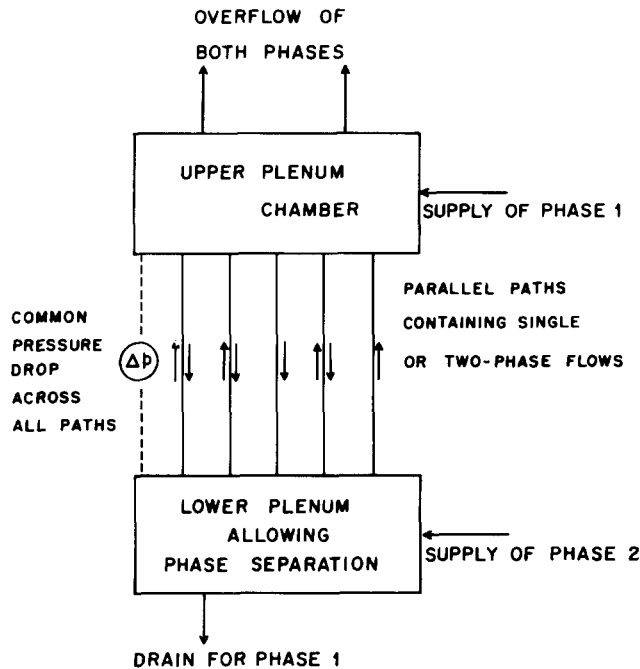 OVERFLOW OF
BOTH PHASES
UPPER PLENUM
CHAMBER
SUPPLY OF PHASE 1
COMMON
PRESSURE
DROP
ACROSS
ALL PATHS
Δp
PARALLEL PATHS
CONTAINING SINGLE
OR TWO-PHASE FLOWS
LOWER PLENUM
ALLOWING
PHASE SEPARATION
SUPPLY OF PHASE 2
DRAIN FOR PHASE 1